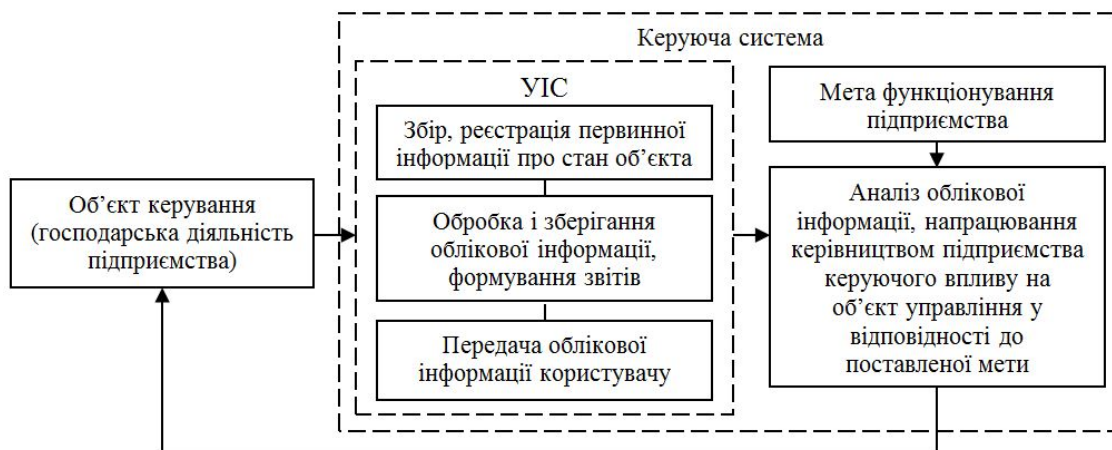 Керуюча система
УІС
Збір, реєстрація первинної
інформації про стан об’єкта
Обробка і зберігання
облікової інформації,
формування звітів
Передача облікової
інформації користувачу
Об’єкт керування
(господарська діяльність
підприємства)
Мета функціонування
підприємства
Аналіз облікової
інформації, напрацювання
керівництвом підприємства
керуючого впливу на
об’єкт управління у
відповідності до
поставленої мети